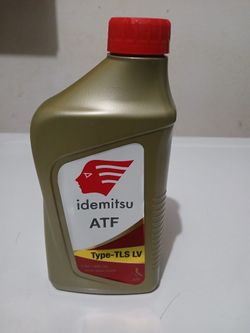 idemitsu
ATF
Type-TLS LV